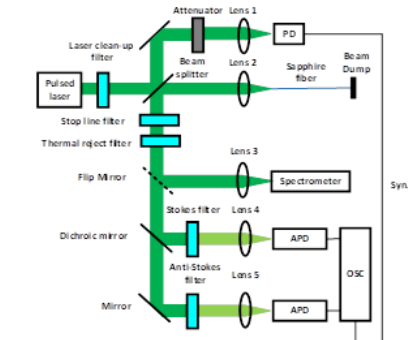 Attenuator
Lens 1
PD
Laser clean-up
filter
Beam
splitter
Lens 2
Sapphire
fiber
Beam
Dump
Pulsed
laser
Stop line filter
Thermal reject filter
Lens 3
Flip Mirror
Spectrometer
Syn.
Stokes filter
Lens 4
Dichroic mirror
APD
OSC
Anti-Stokes
filter
Lens 5
Mirror
APD